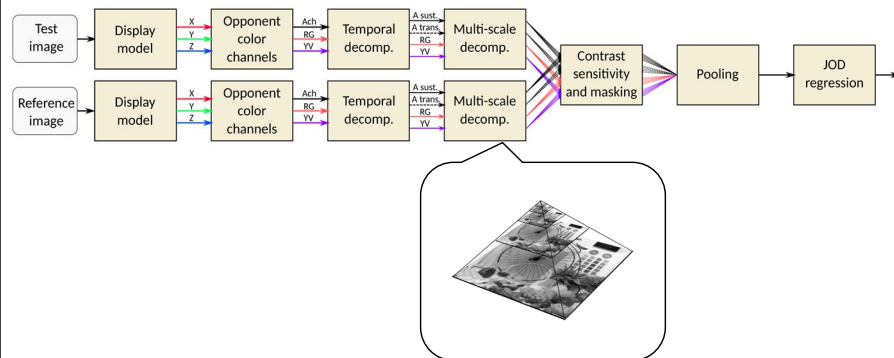 Test
image
Display
model
X
Y
Z
Opponent
color
channels
Ach
RG
YV
Temporal
decomp.
A sust.
A trans.
RG
YV
Multi-scale
decomp.
Reference
image
Display
model
X
Y
Z
Opponent
color
channels
Ach
RG
YV
Temporal
decomp.
A sust.
A trans.
RG
YV
Multi-scale
decomp.
Contrast
sensitivity
and masking
Pooling
JOD
regression